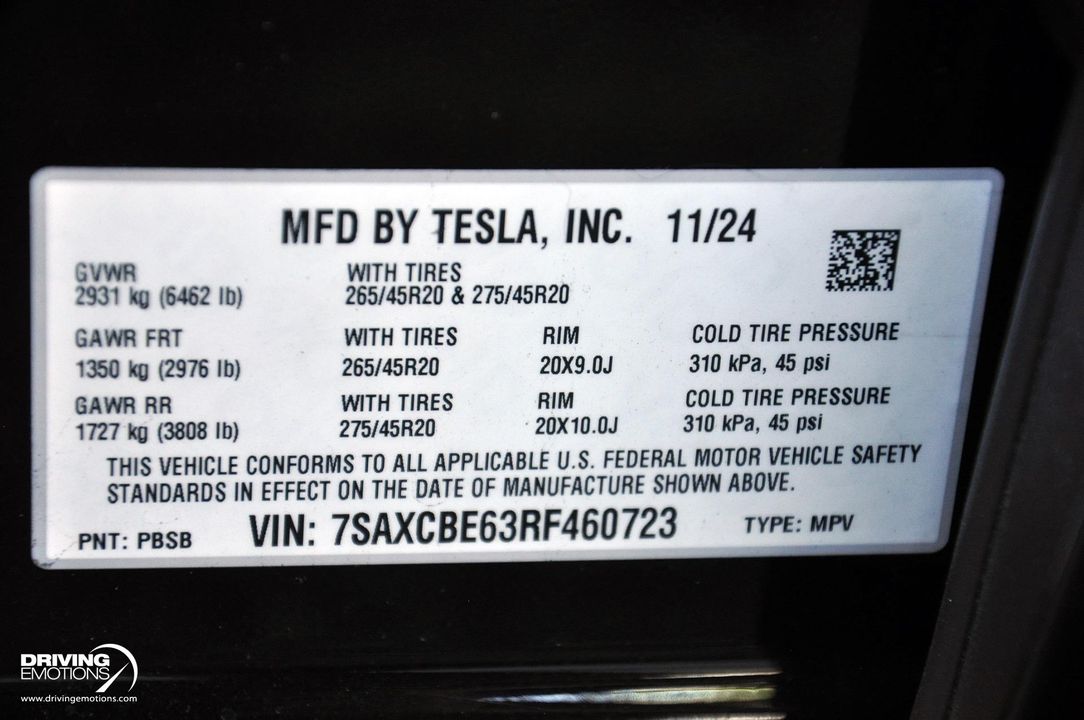 MFD BY TESLA, INC. 11/24
GVWR WITH TIRES
2931 kg (6462 lb) 265/45R20 & 275/45R20
GAWR FRT WITH TIRES RIM COLD TIRE PRESSURE
1350 kg (2976 lb) 265/45R20 20X9.0J 310 kPa, 45 psi
GAWR RR WITH TIRES RIM COLD TIRE PRESSURE
1727 kg (3808 lb) 275/45R20 20X10.0J 310 kPa, 45 psi
THIS VEHICLE CONFORMS TO ALL APPLICABLE U.S. FEDERAL MOTOR VEHICLE SAFETY
STANDARDS IN EFFECT ON THE DATE OF MANUFACTURE SHOWN ABOVE.
PNT: PBSB VIN: 7SAXCBE63RF460723 TYPE: MPV
DRIVING
EMOTIONS
www.drivingemotions.com